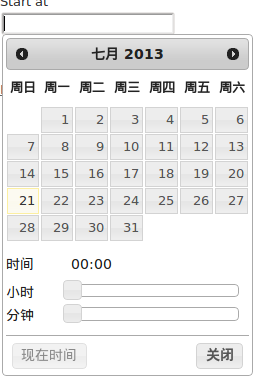 Start at
七月 2013
周日 周一 周二 周三 周四 周五 周六
1 2 3 4 5 6
7 8 9 10 11 12 13
14 15 16 17 18 19 20
21 22 23 24 25 26 27
28 29 30 31
时间 00:00
小时
分钟
现在时间 关闭